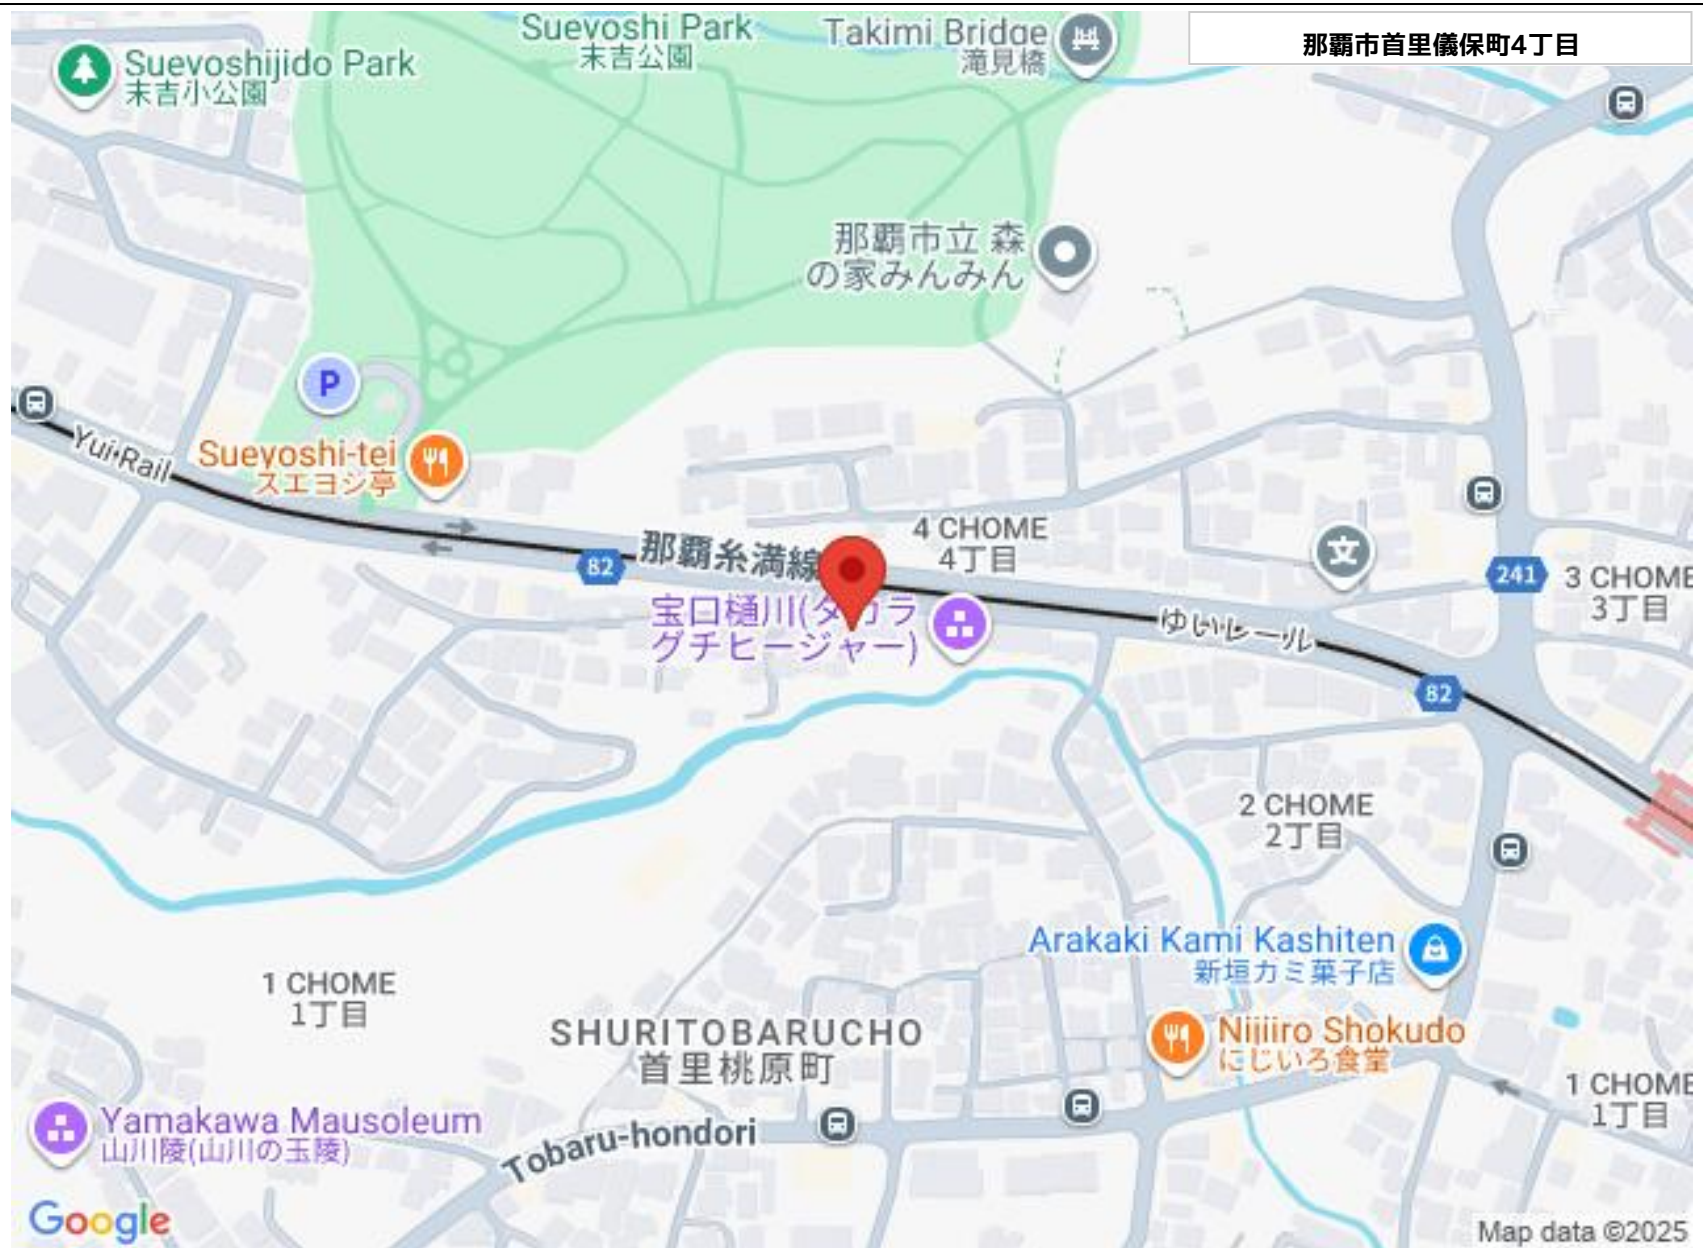 Suevoshi Park
末吉公園
Takimi Bridge
滝見橋
那覇市首里儀保町4丁目
Suevoshijido Park
末吉小公園
那覇市立 森
の家みんみん
P
Yui Rail
Sueyoshi-tei
スエヨシ亭
82
那覇糸満線
4 CHOME
4丁目
文
241
3 CHOME
3丁目
宝口樋川(タカラ
グチヒージャー)
ゆいレール
82
2 CHOME
2丁目
Arakaki Kami Kashiten
新垣カミ菓子店
1 CHOME
1丁目
SHURITOBARUCHO
首里桃原町
Nijiiro Shokudo
にじいろ食堂
1 CHOME
1丁目
Yamakawa Mausoleum
山川陵(山川の玉陵)
Tobaru-hondori
Google
Map data ©2025